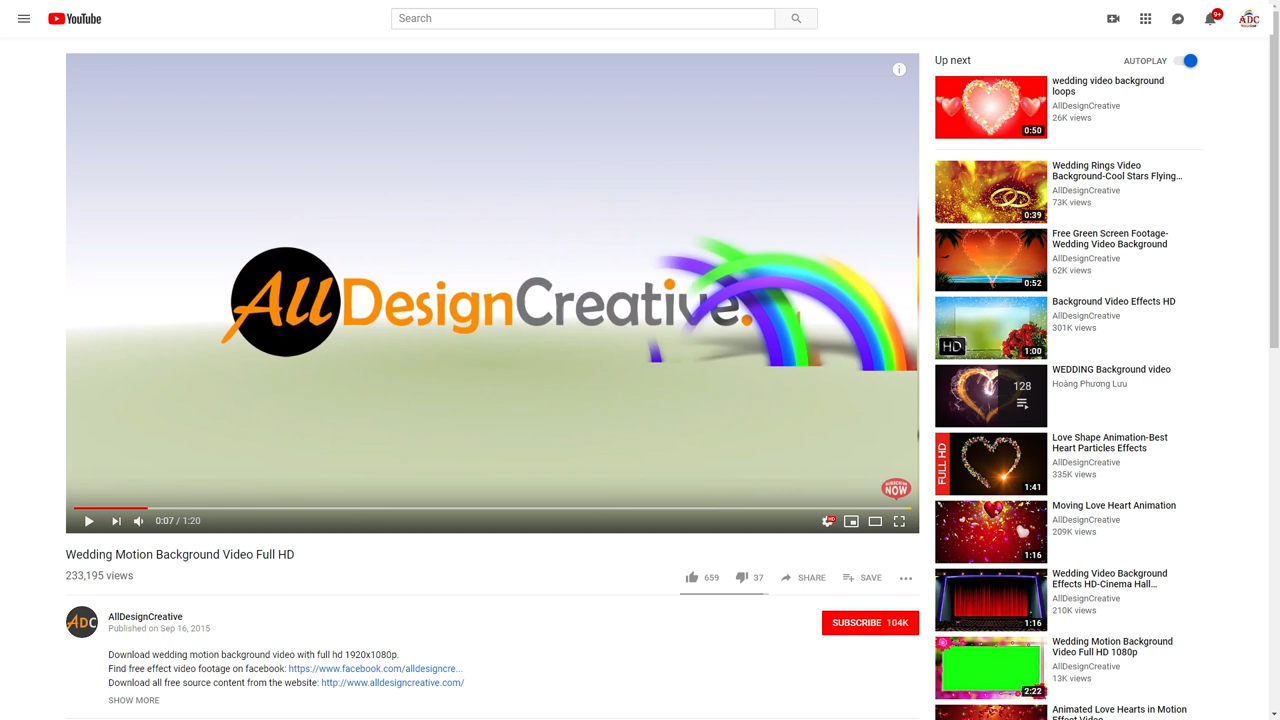 YouTube
Search
9+
ADC
AllDesignCreative.
SUBSCRIBE
NOW
0:07 / 1:20
HD
Wedding Motion Background Video Full HD
233,195 views
659
37
SHARE
SAVE
ADC
AllDesignCreative
Published on Sep 16, 2015
SUBSCRIBE 104K
Download wedding motion background video with full hd 1920x1080p.
Find free effect video footage on facebook: https://www.facebook.com/alldesigncre...
Download all free source content from the website: http://www.alldesigncreative.com/
SHOW MORE
Up next
AUTOPLAY
0:50
wedding video background
loops
AllDesignCreative
26K views
0:39
Wedding Rings Video
Background-Cool Stars Flying...
AllDesignCreative
73K views
0:52
Free Green Screen Footage-
Wedding Video Background
AllDesignCreative
62K views
HD
1:00
Background Video Effects HD
AllDesignCreative
301K views
128
WEDDING Background video
Hoàng Phương Lưu
FULL HD
1:41
Love Shape Animation-Best
Heart Particles Effects
AllDesignCreative
335K views
1:16
Moving Love Heart Animation
AllDesignCreative
209K views
1:16
Wedding Video Background
Effects HD-Cinema Hall...
AllDesignCreative
210K views
2:22
Wedding Motion Background
Video Full HD 1080p
AllDesignCreative
13K views
Animated Love Hearts in Motion
Effect Video